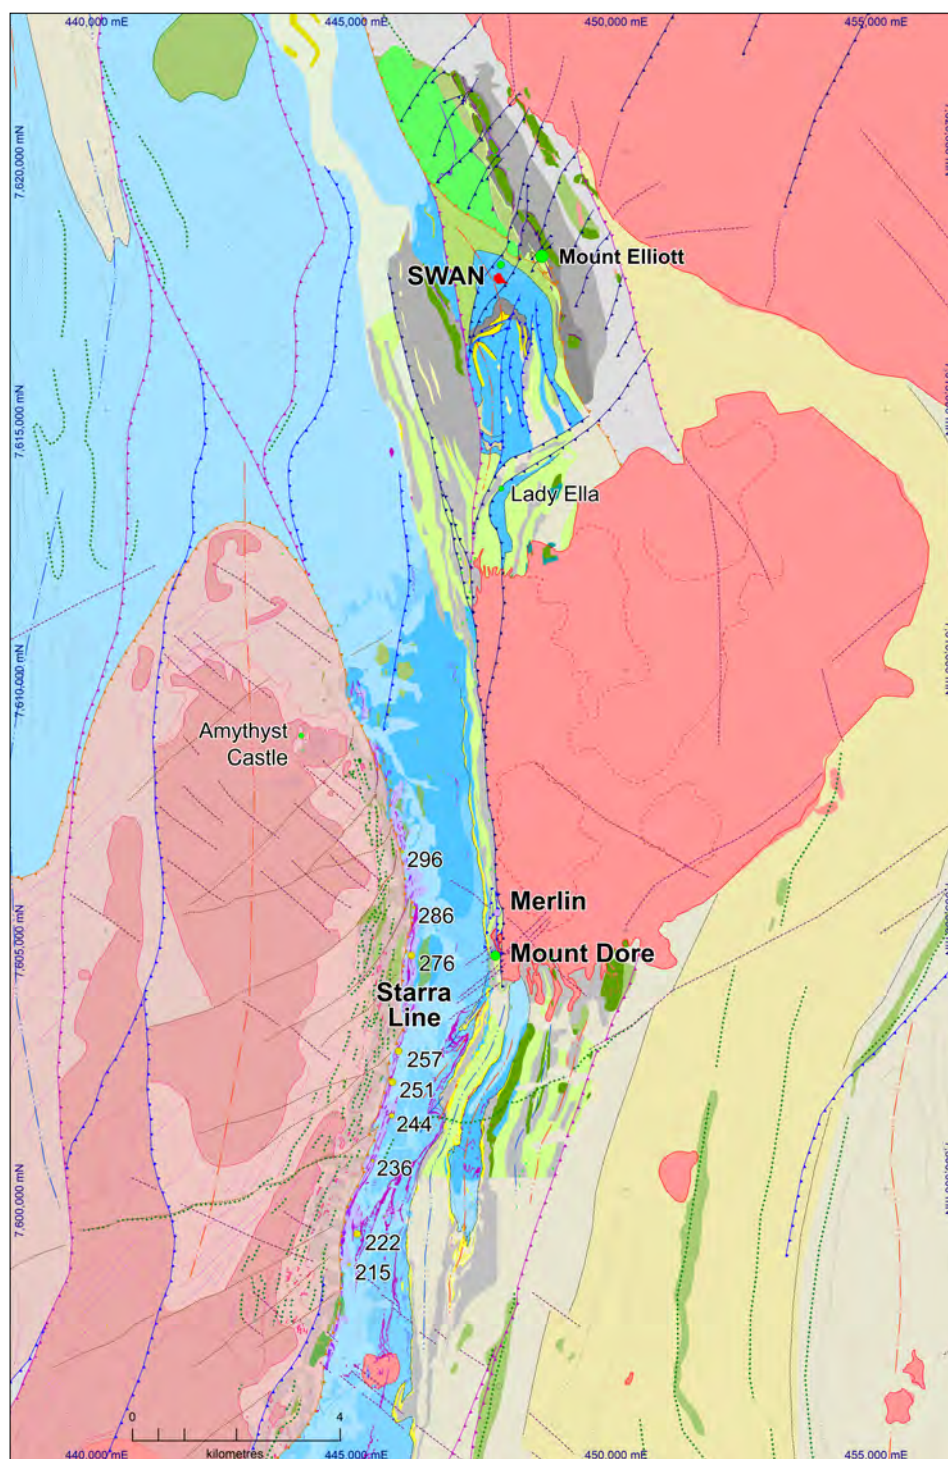 440,000 mE
445,000 mE
450,000 mE
455,000 mE
7,620,000 mN
Mount Elliott
SWAN
7,615,000 mN
Lady Ella
7,610,000 mN
Amythyst
Castle
296
286
Merlin
276
Mount Dore
7,605,000 mN
Starra
Line
257
251
244
236
7,600,000 mN
222
215
0
4
kilometres
440,000 mE
445,000 mE
450,000 mE
455,000 mE